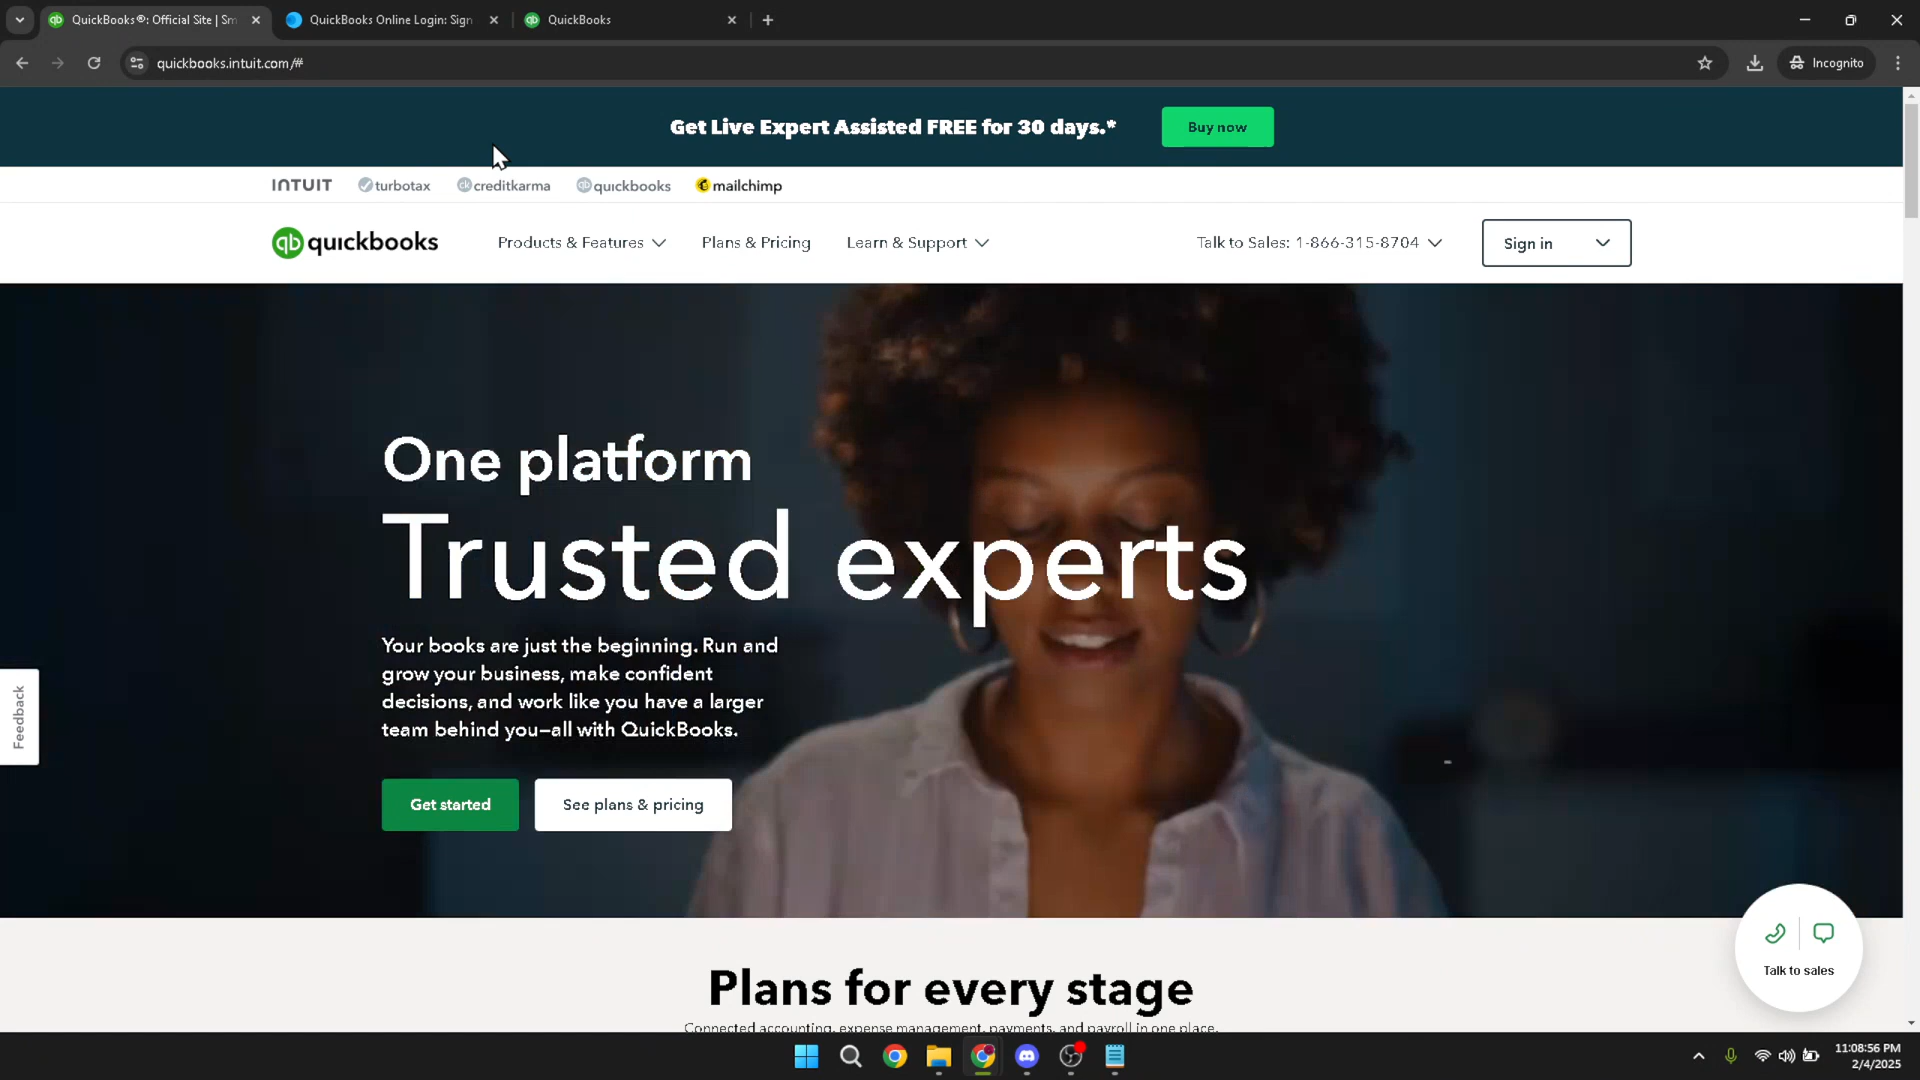 QuickBooks®: Official Site | Sm
QuickBooks Online Login: Sign
QuickBooks
quickbooks.intuit.com/#
Incognito
Get Live Expert Assisted FREE for 30 days.*
Buy now
INTUIT
turbotax
ck creditkarma
qb quickbooks
mailchimp
qb quickbooks
Products & Features
Plans & Pricing
Learn & Support
Talk to Sales: 1-866-315-8704
Sign in
One platform
Trusted experts
Your books are just the beginning. Run and
grow your business, make confident
decisions, and work like you have a larger
team behind you—all with QuickBooks.
Get started
See plans & pricing
Feedback
Talk to sales
Plans for every stage
Connected accounting, expense management, payments, and payroll in one place.
11:08:56 PM
2/4/2025